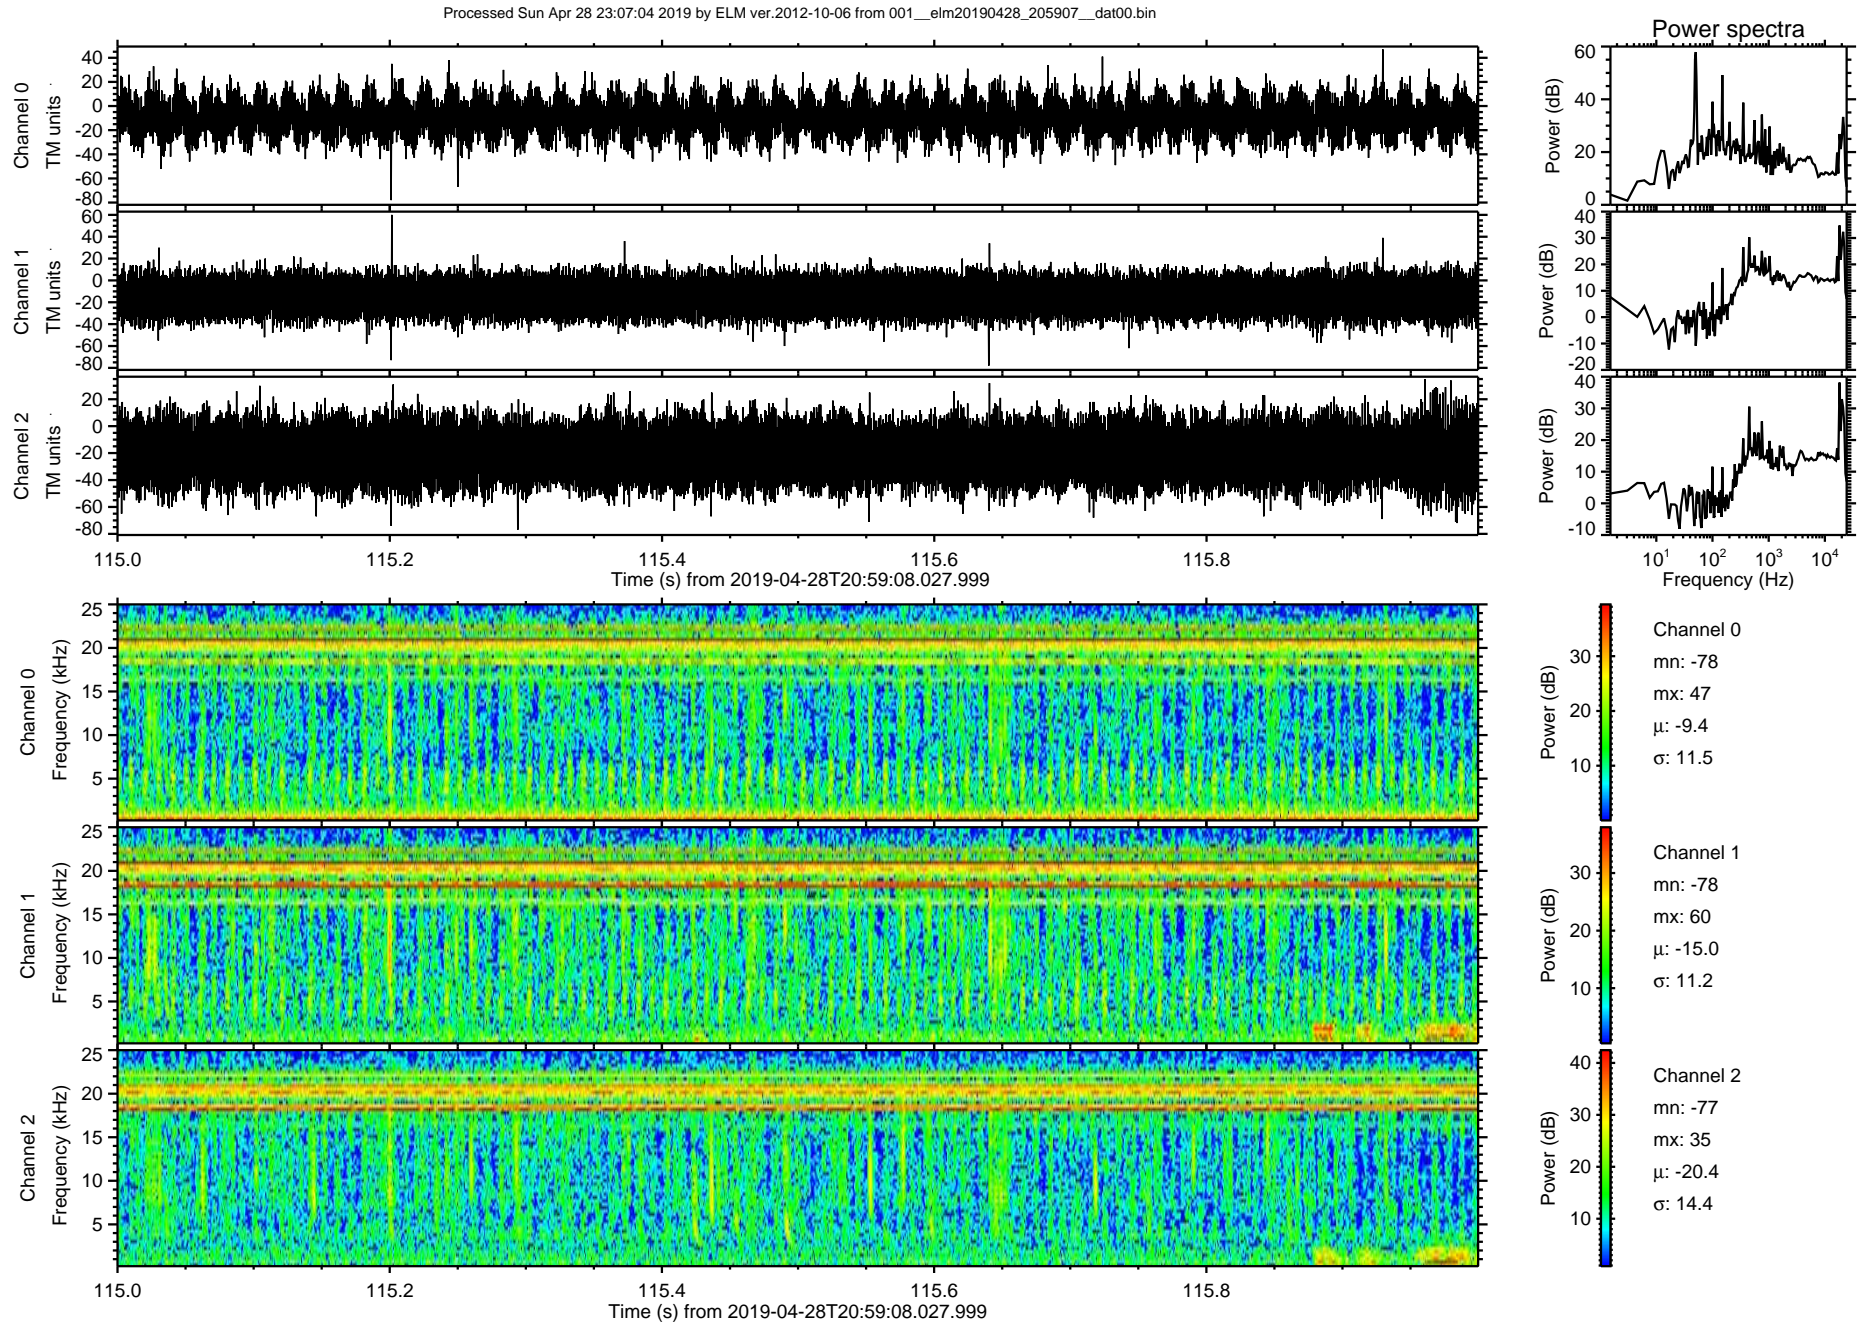 Processed Sun Apr 28 23:07:04 2019 by ELM ver.2012-10-06 from 001__elm20190428_205907__dat00.bin
Power spectra
Channel 0
TM units
40
20
0
-20
-40
-60
-80
Power (dB)
60
40
20
0
Channel 1
TM units
60
40
20
0
-20
-40
-60
-80
Power (dB)
40
30
20
10
0
-10
-20
Channel 2
TM units
20
0
-20
-40
-60
-80
Power (dB)
40
30
20
10
0
-10
115.0 115.2 115.4 115.6 115.8
Time (s) from 2019-04-28T20:59:08.027.999
10¹ 10² 10³ 10⁴
Frequency (Hz)
Channel 0
Frequency (kHz)
25
20
15
10
5
Power (dB)
30
20
10
Channel 0
mn: -78
mx: 47
µ: -9.4
σ: 11.5
Channel 1
Frequency (kHz)
25
20
15
10
5
Power (dB)
30
20
10
Channel 1
mn: -78
mx: 60
µ: -15.0
σ: 11.2
Channel 2
Frequency (kHz)
25
20
15
10
5
Power (dB)
40
30
20
10
Channel 2
mn: -77
mx: 35
µ: -20.4
σ: 14.4
115.0 115.2 115.4 115.6 115.8
Time (s) from 2019-04-28T20:59:08.027.999